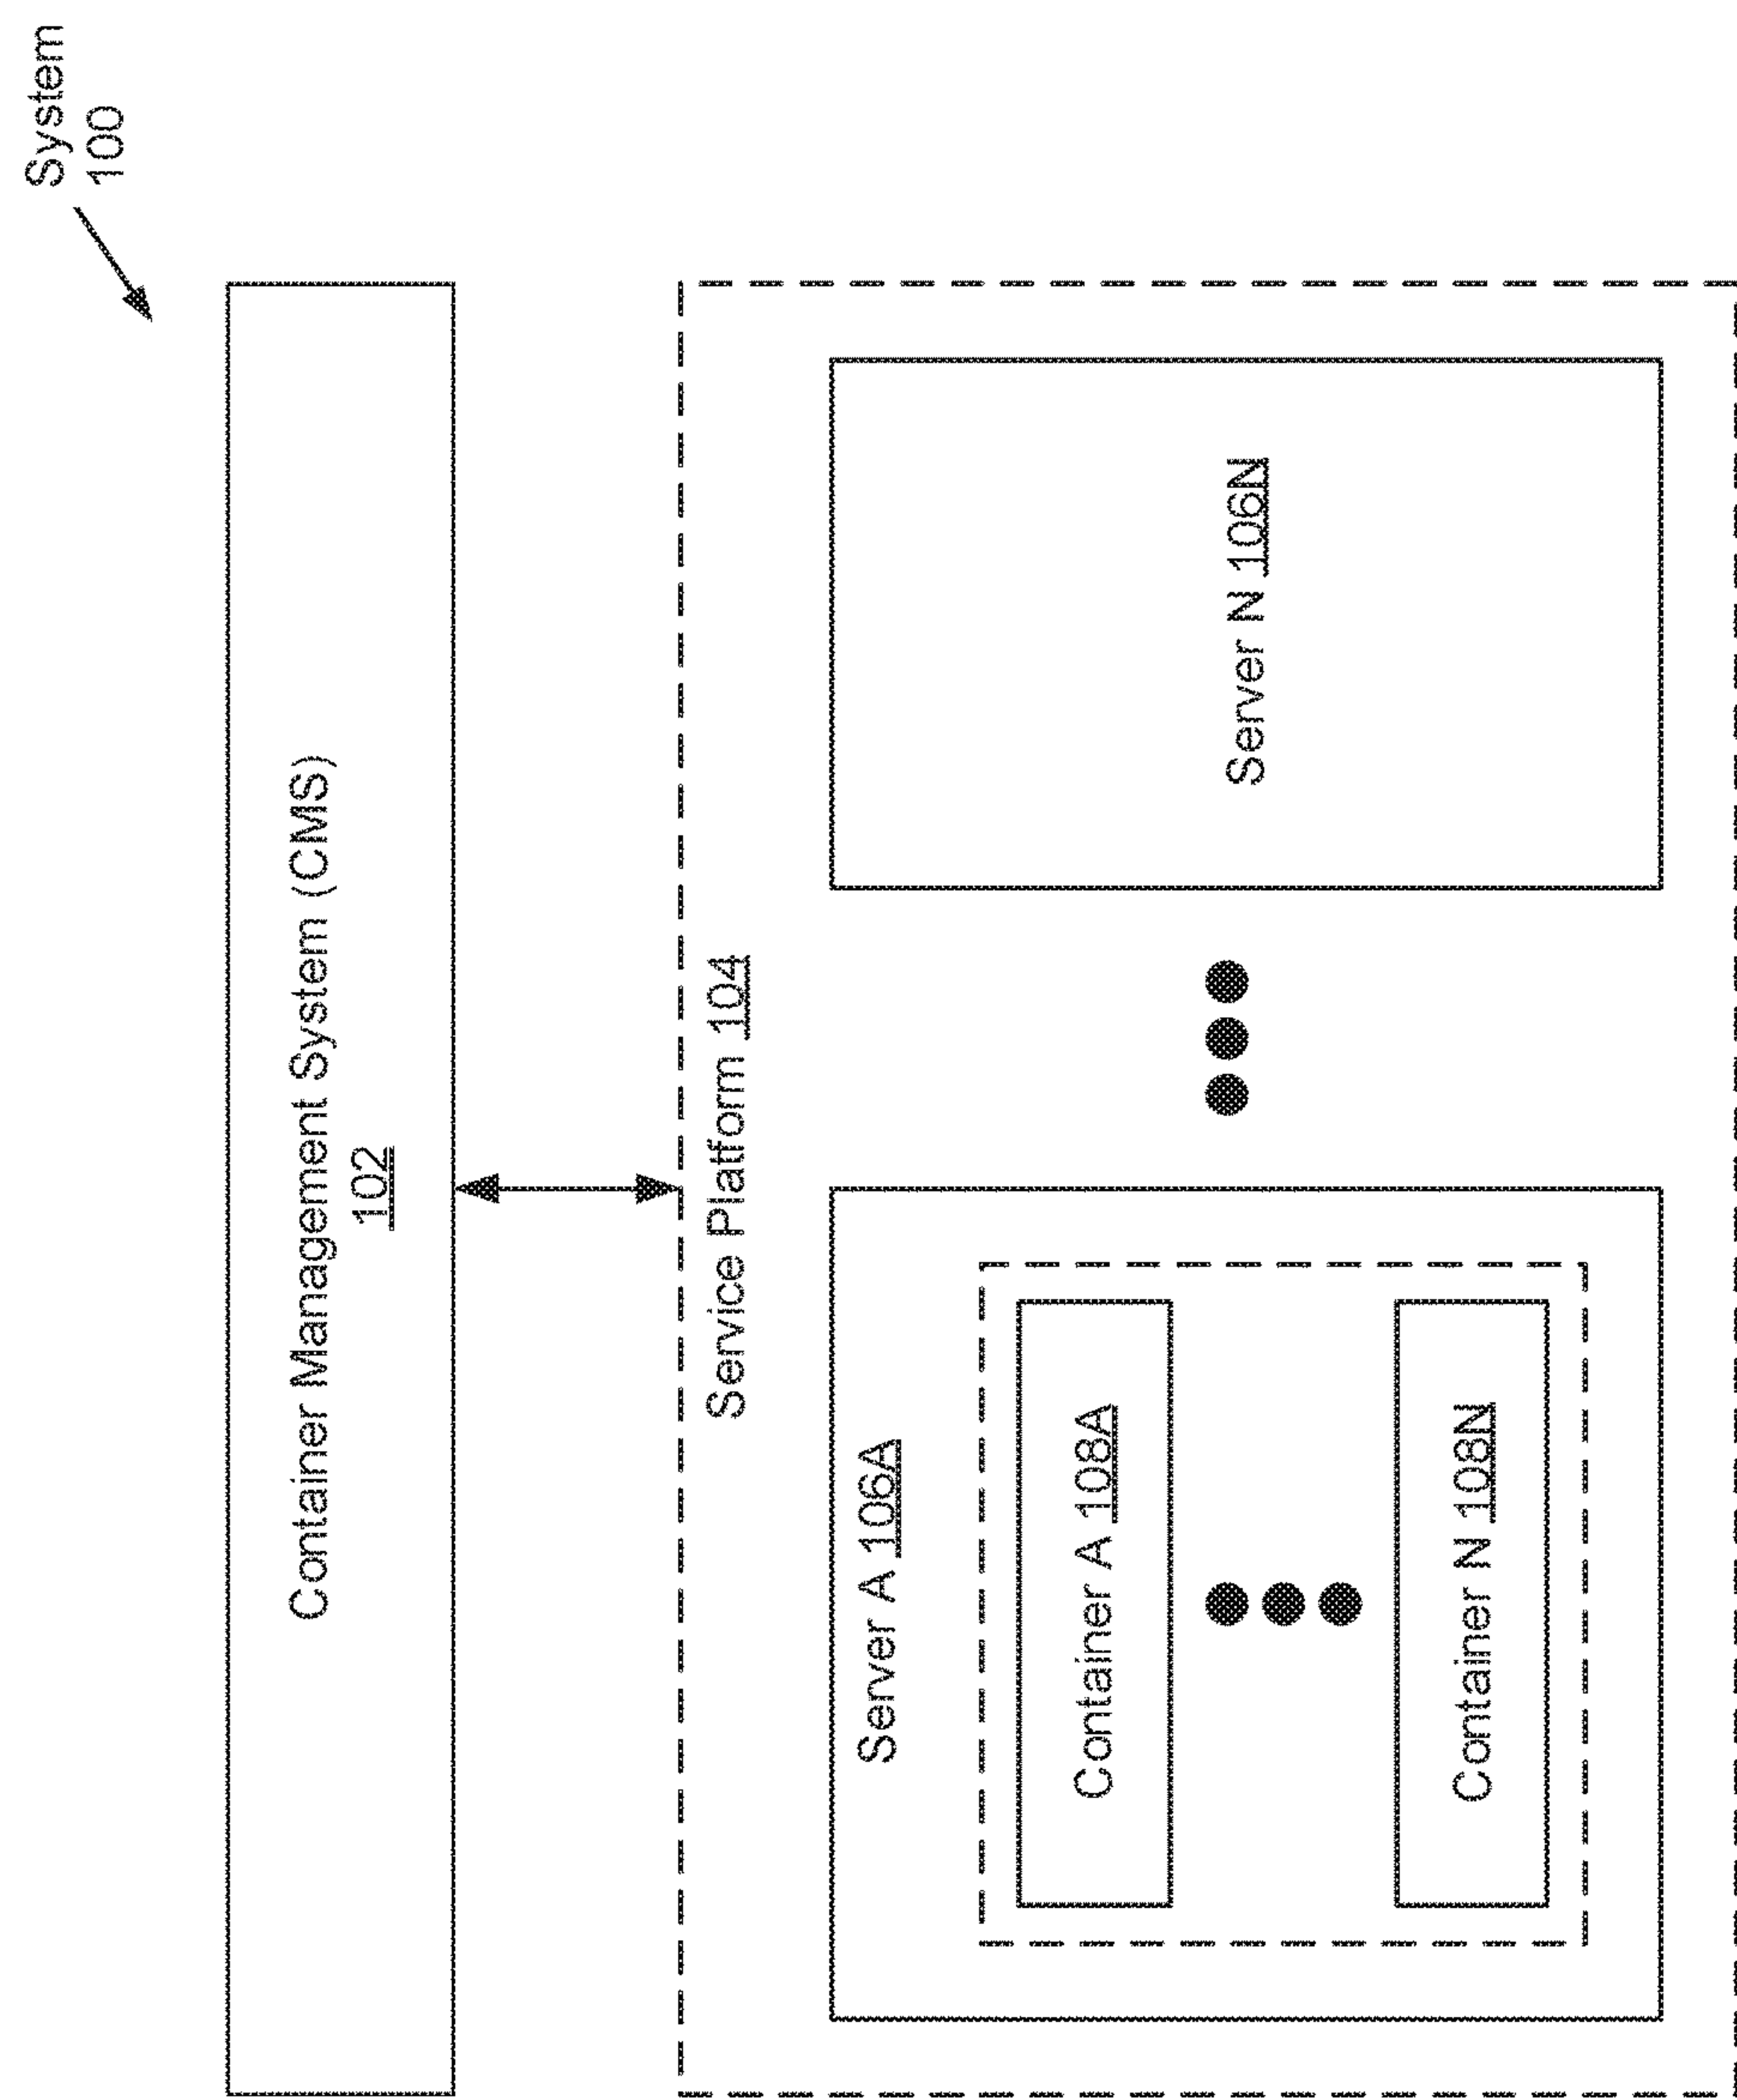 System
100
Container Management System (CMS)
102
Service Platform 104
Server A 106A
Container A 108A
Container N 108N
Server N 106N